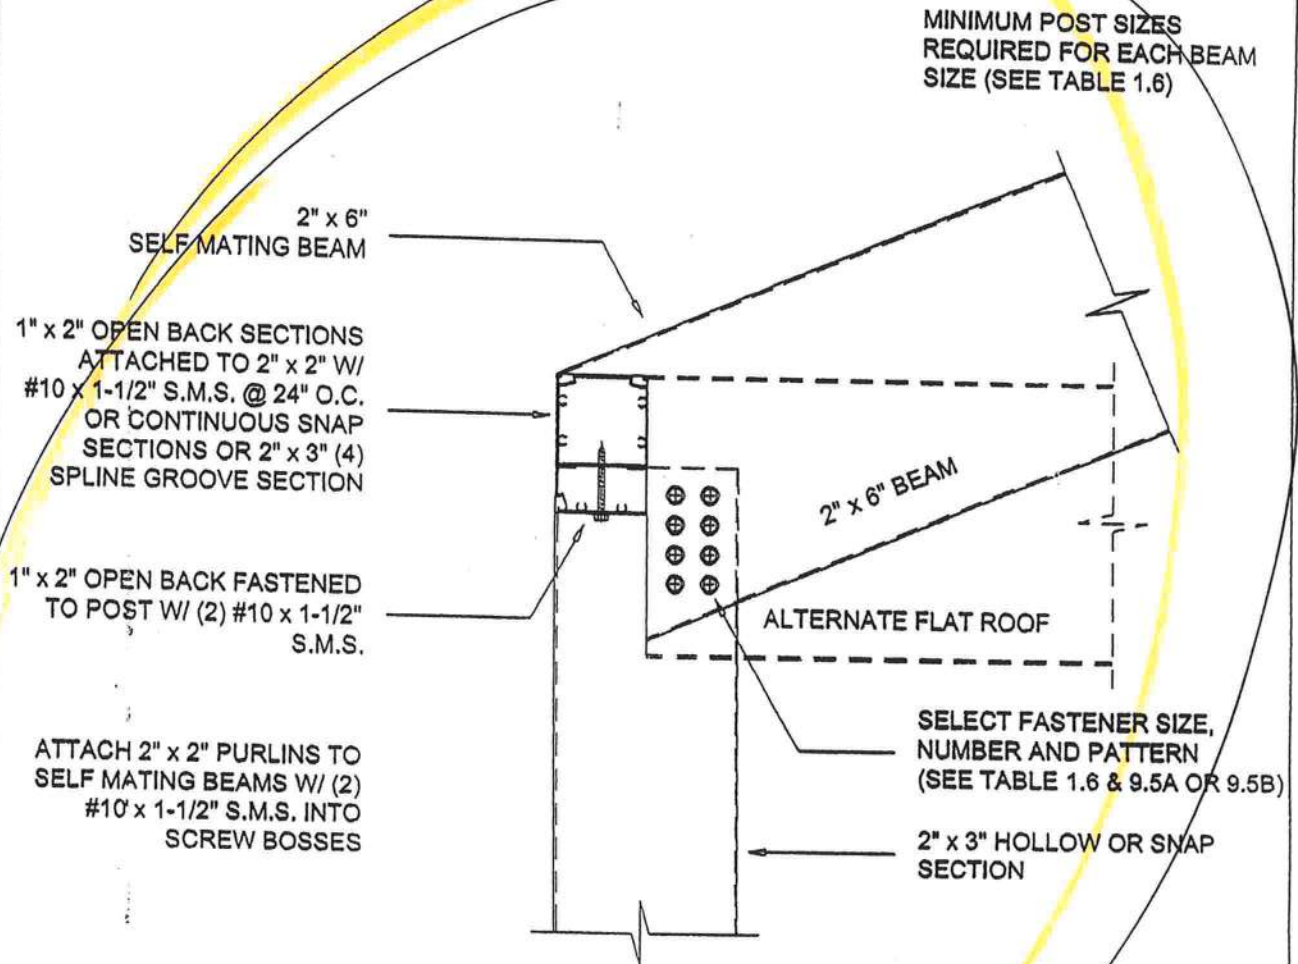 MINIMUM POST SIZES
REQUIRED FOR EACH BEAM
SIZE (SEE TABLE 1.6)
2" x 6"
SELF MATING BEAM
1" x 2" OPEN BACK SECTIONS
ATTACHED TO 2" x 2" W/
#10 x 1-1/2" S.M.S. @ 24" O.C.
OR CONTINUOUS SNAP
SECTIONS OR 2" x 3" (4)
SPLINE GROOVE SECTION
2" x 6" BEAM
1" x 2" OPEN BACK FASTENED
TO POST W/ (2) #10 x 1-1/2"
S.M.S.
ALTERNATE FLAT ROOF
ATTACH 2" x 2" PURLINS TO
SELF MATING BEAMS W/ (2)
#10 x 1-1/2" S.M.S. INTO
SCREW BOSSES
SELECT FASTENER SIZE,
NUMBER AND PATTERN
(SEE TABLE 1.6 & 9.5A OR 9.5B)
2" x 3" HOLLOW OR SNAP
SECTION